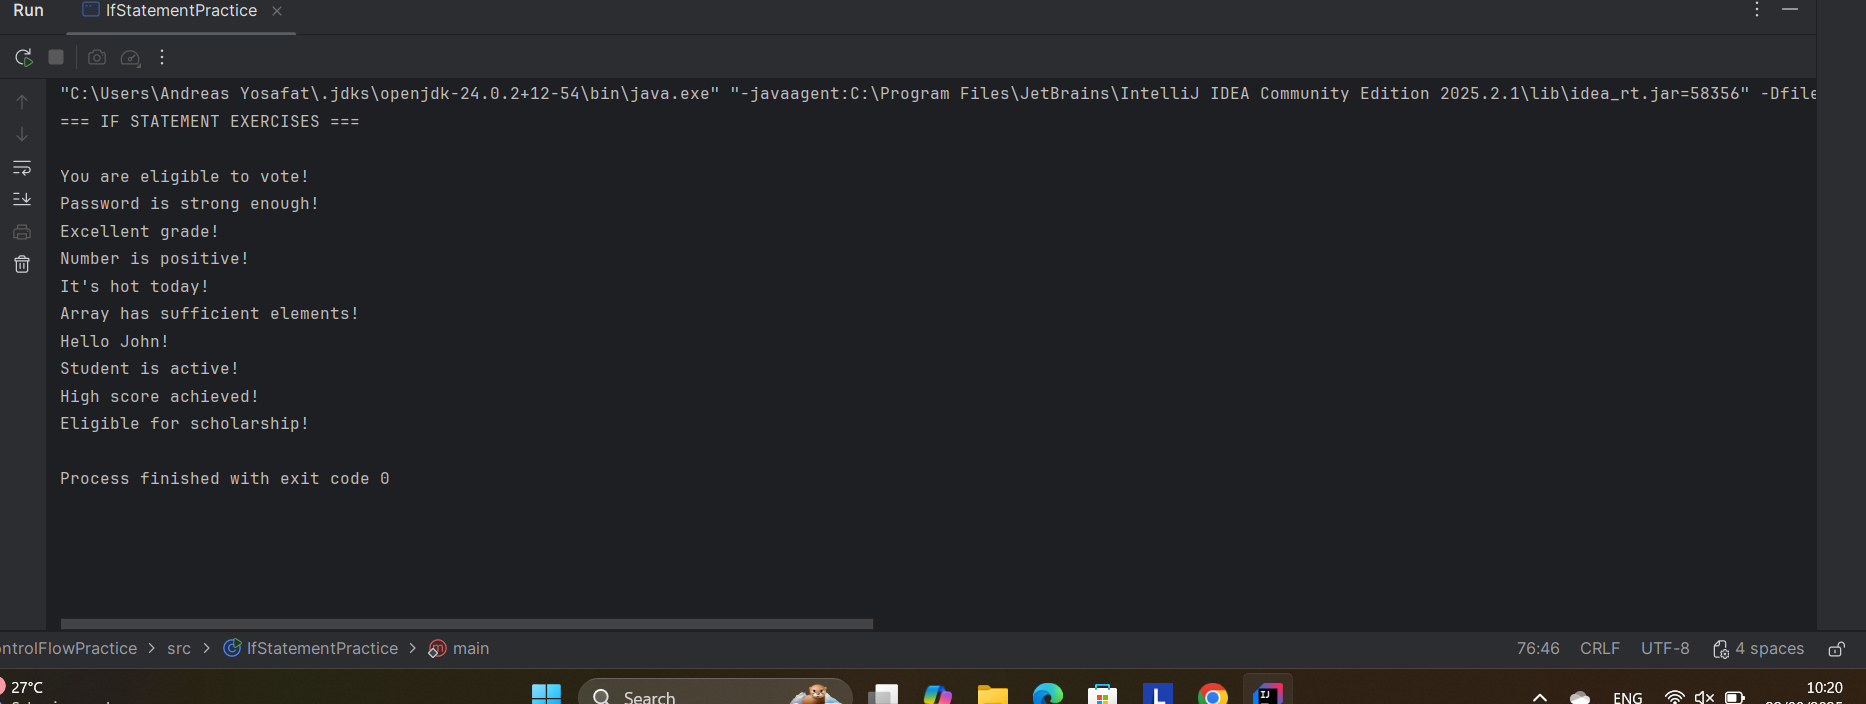 Run IfStatementPractice
"C:\Users\Andreas Yosafat\.jdks\openjdk-24.0.2+12-54\bin\java.exe" "-javaagent:C:\Program Files\JetBrains\IntelliJ IDEA Community Edition 2025.2.1\lib\idea_rt.jar=58356" -Dfile
=== IF STATEMENT EXERCISES ===
You are eligible to vote!
Password is strong enough!
Excellent grade!
Number is positive!
It's hot today!
Array has sufficient elements!
Hello John!
Student is active!
High score achieved!
Eligible for scholarship!
Process finished with exit code 0
ntrolFlowPractice > src > IfStatementPractice > main 76:46 CRLF UTF-8 4 spaces
27°C
Search
ENG
10:20